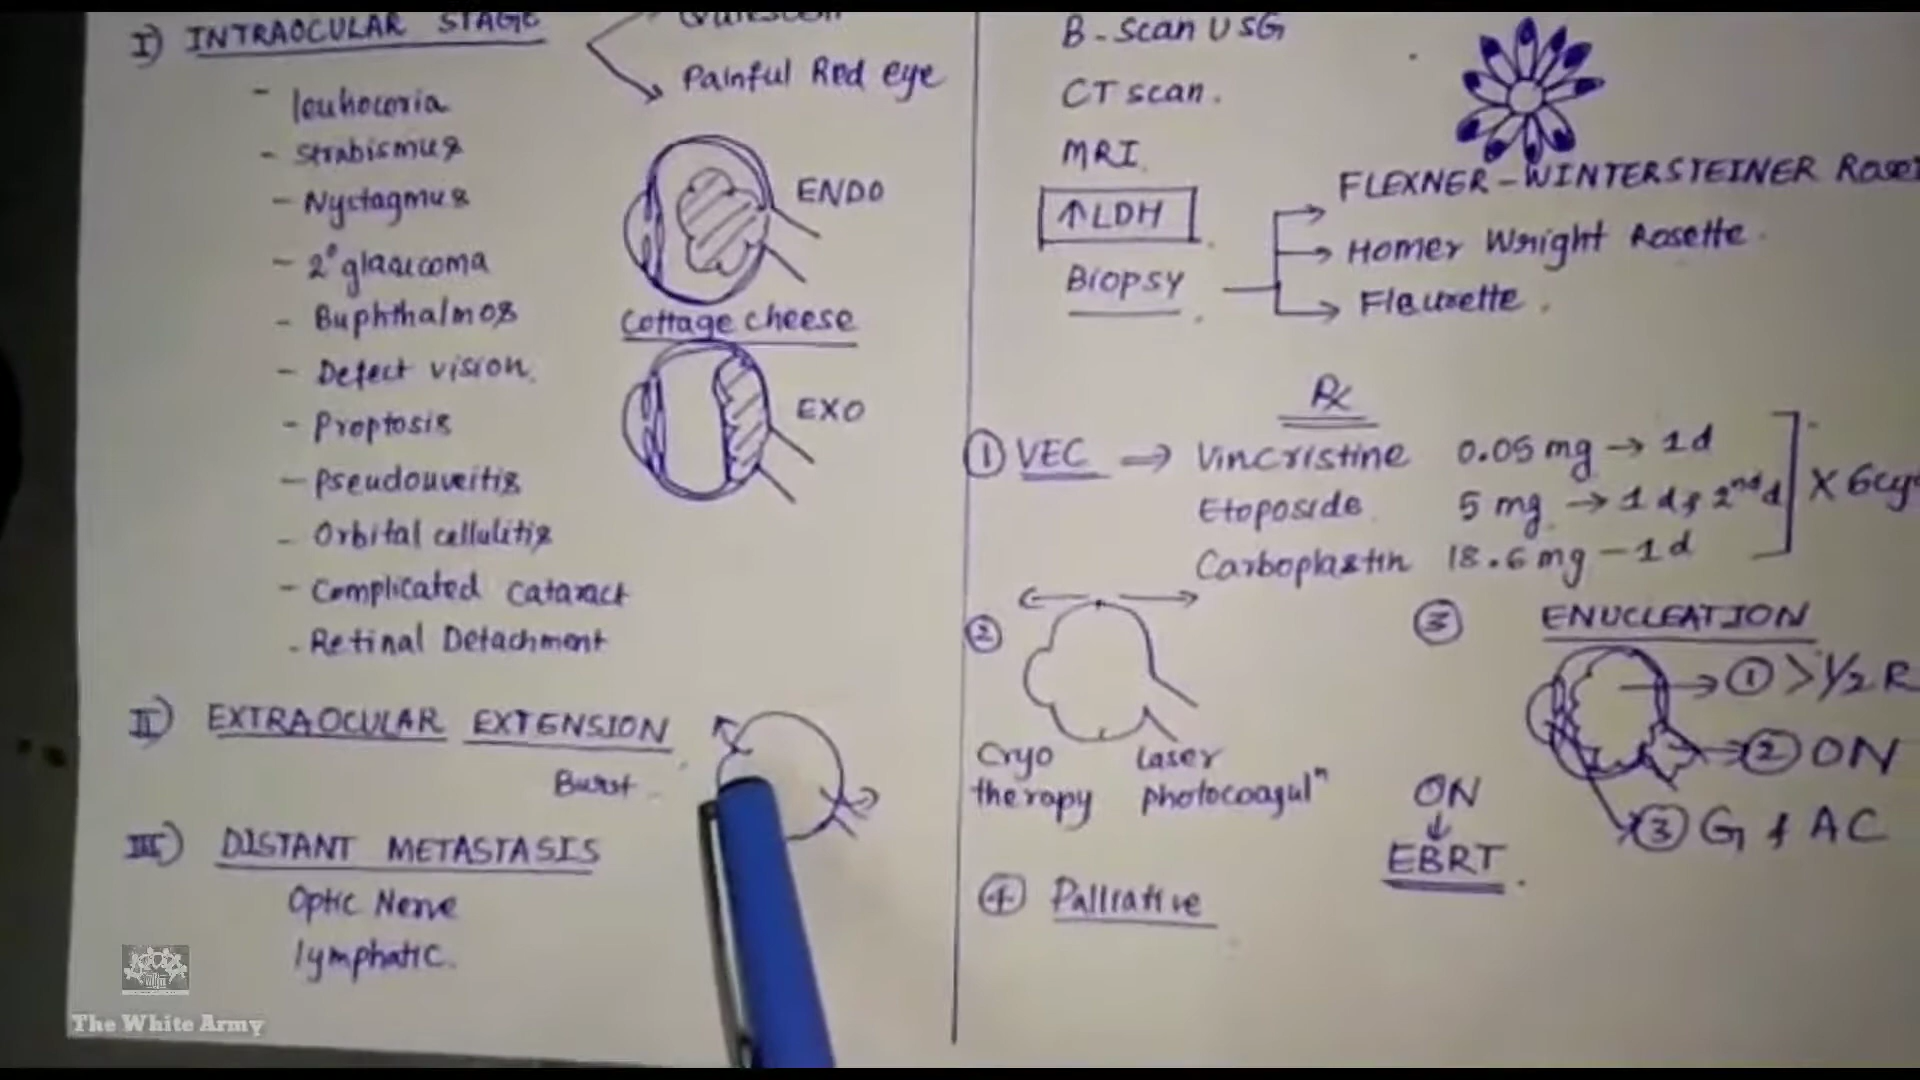 I) INTRAOCULAR STAGE
Painful Red eye
- leukocoria
- Strabismus
- Nystagmus
- 2° glaucoma
- Buphthalmos
- Defect vision.
- Proptosis
- Pseudouveitis
- Orbital cellulitis
- Complicated cataract
- Retinal Detachment
ENDO
Cottage cheese
EXO
II) EXTRAOCULAR EXTENSION
Burst
III) DISTANT METASTASIS
Optic Nerve
lymphatic.
B-Scan USG
CT scan.
MRI
↑LDH
Biopsy
FLEXNER-WINTERSTEINER
Homer Wright Rosette
Fleurette.
Rx
① VEC → Vincristine 0.05 mg → 1d
Etoposide 5 mg → 1d & 2nd d
Carboplastin 18.6 mg - 1d
②
Cryo therapy
Laser photocoagulⁿ
③ ENUCLEATION
① > 1/2 R
② ON
③ G & AC
ON
↓
EBRT.
④ Palliative
The White Army